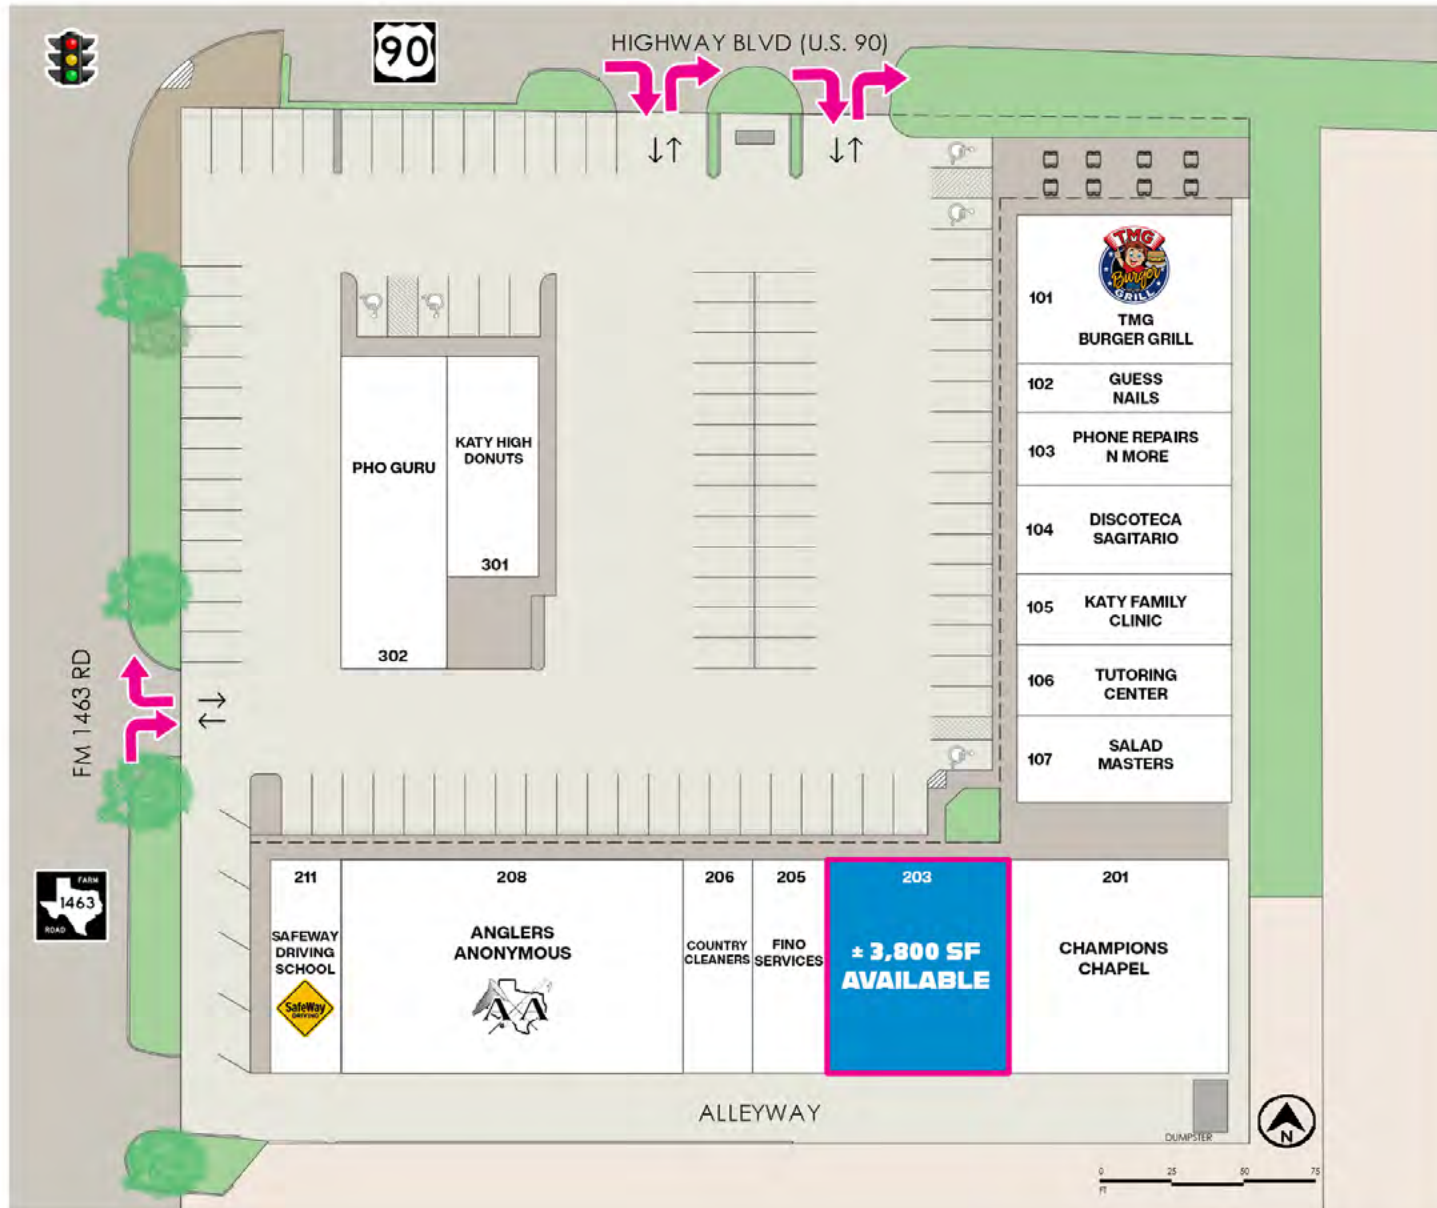 90
HIGHWAY BLVD (U.S. 90)
TMG
Burger
GRILL
101
TMG
BURGER GRILL
102
GUESS
NAILS
103
PHONE REPAIRS
N MORE
104
DISCOTECA
SAGITARIO
105
KATY FAMILY
CLINIC
106
TUTORING
CENTER
107
SALAD
MASTERS
PHO GURU
302
KATY HIGH
DONUTS
301
FM 1463 RD
FARM
1463
ROAD
211
SAFEWAY
DRIVING
SCHOOL
SafeWay
DRIVING
208
ANGLERS
ANONYMOUS
A A
206
COUNTRY
CLEANERS
205
FINO
SERVICES
203
± 3,800 SF
AVAILABLE
201
CHAMPIONS
CHAPEL
ALLEYWAY
DUMPSTER
N
0 25 50 75
FT